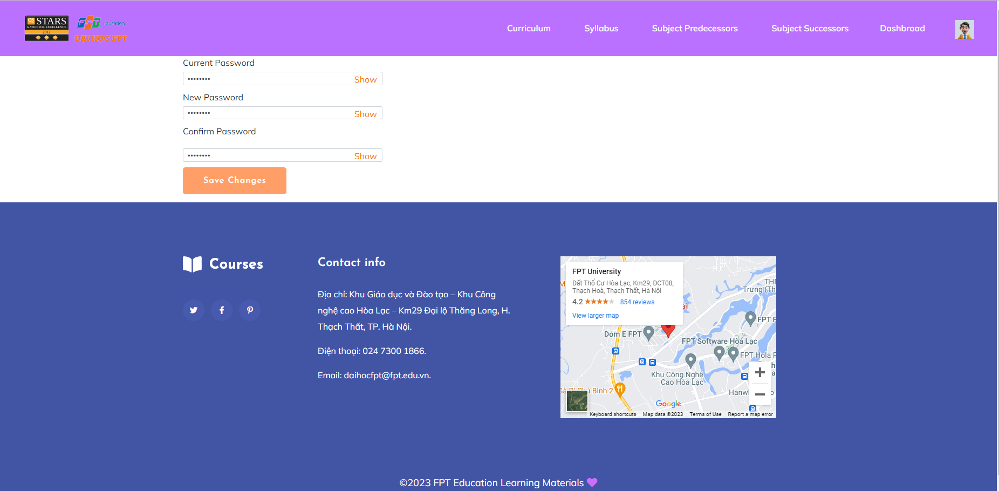 QS STARS
RATED FOR EXCELLENCE
2012
FPT Education
ĐẠI HỌC FPT
Curriculum
Syllabus
Subject Predecessors
Subject Successors
Dashbroad
Current Password
•••••••• Show
New Password
•••••••• Show
Confirm Password
•••••••• Show
Save Changes
Courses
Contact info
Địa chỉ: Khu Giáo dục và Đào tạo – Khu Công
nghệ cao Hòa Lạc – Km29 Đại lộ Thăng Long, H.
Thạch Thất, TP. Hà Nội.
Điện thoại: 024 7300 1866.
Email: daihocfpt@fpt.edu.vn.
FPT University
Đất Thổ Cư Hòa Lạc, Km29, ĐCT08,
Thạch Hoà, Thạch Thất, Hà Nội
4.2
854 reviews
View larger map
Trưng (Th
FPT F
Dom E FPT
FPT Software Hòa Lạc
FPT Hola
Khu Công Nghệ
Cao Hòa Lạc
Phú Bình 2
Google
Keyboard shortcuts
Map data ©2023
Terms of Use
Report a map error
©2023 FPT Education Learning Materials